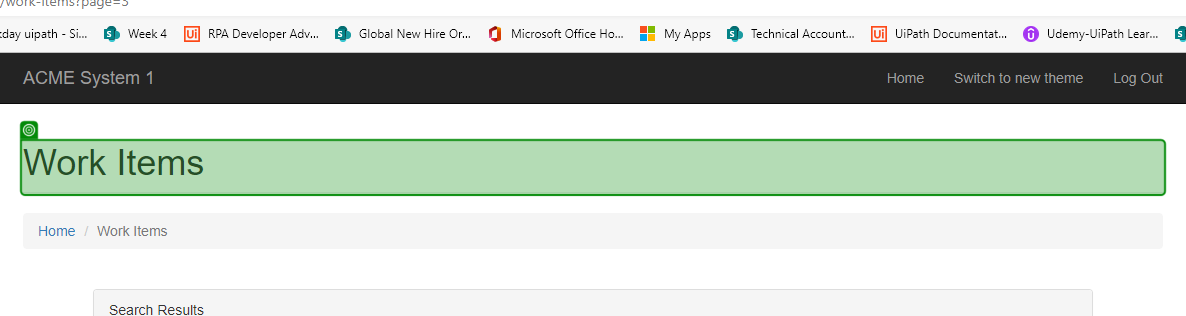 /work-items?page=3
kday uipath - Si... Week 4 RPA Developer Adv... Global New Hire Or... Microsoft Office Ho... My Apps Technical Account... UiPath Documentat... Udemy-UiPath Lear...
ACME System 1 Home Switch to new theme Log Out
Work Items
Home / Work Items
Search Results